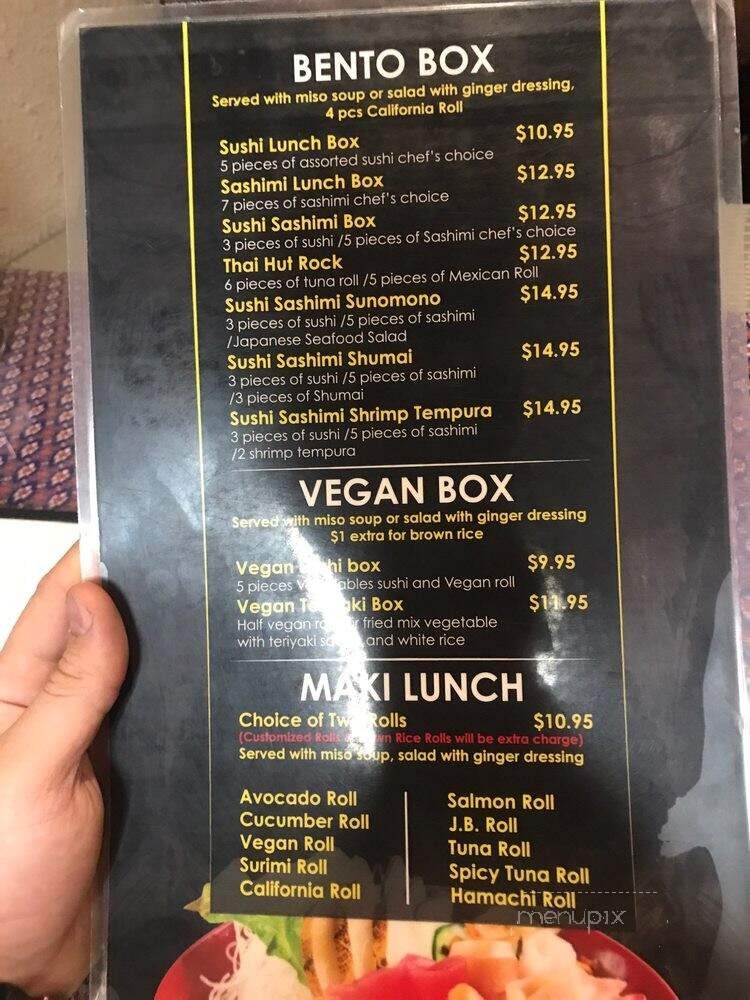 BENTO BOX
Served with miso soup or salad with ginger dressing,
4 pcs California Roll
Sushi Lunch Box $10.95
5 pieces of assorted sushi chef's choice
Sashimi Lunch Box $12.95
7 pieces of sashimi chef's choice
Sushi Sashimi Box $12.95
3 pieces of sushi /5 pieces of Sashimi chef's choice
Thai Hut Rock $12.95
6 pieces of tuna roll /5 pieces of Mexican Roll
Sushi Sashimi Sunomono $14.95
3 pieces of sushi /5 pieces of sashimi
/Japanese Seafood Salad
Sushi Sashimi Shumai $14.95
3 pieces of sushi /5 pieces of sashimi
/3 pieces of Shumai
Sushi Sashimi Shrimp Tempura $14.95
3 pieces of sushi /5 pieces of sashimi
/2 shrimp tempura
VEGAN BOX
Served with miso soup or salad with ginger dressing
$1 extra for brown rice
Vegan box $9.95
5 pieces sushi and Vegan roll
Vegan Box $11.95
Half vegan fried mix vegetable
with teriyaki and white rice
MAKI LUNCH
Choice of Two Rolls $10.95
(Customized Rolls Rice Rolls will be extra charge)
Served with miso soup, salad with ginger dressing
Avocado Roll
Cucumber Roll
Vegan Roll
Surimi Roll
California Roll
Salmon Roll
J.B. Roll
Tuna Roll
Spicy Tuna Roll
Hamachi Roll
menupix